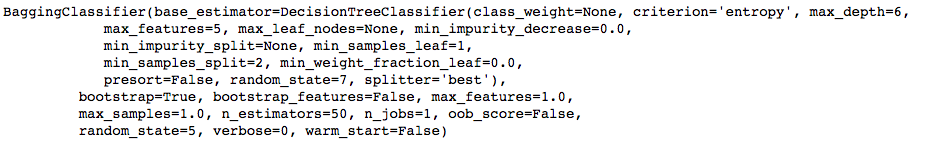 BaggingClassifier(base_estimator=DecisionTreeClassifier(class_weight=None, criterion='entropy', max_depth=6,
            max_features=5, max_leaf_nodes=None, min_impurity_decrease=0.0,
            min_impurity_split=None, min_samples_leaf=1,
            min_samples_split=2, min_weight_fraction_leaf=0.0,
            presort=False, random_state=7, splitter='best'),
         bootstrap=True, bootstrap_features=False, max_features=1.0,
         max_samples=1.0, n_estimators=50, n_jobs=1, oob_score=False,
         random_state=5, verbose=0, warm_start=False)